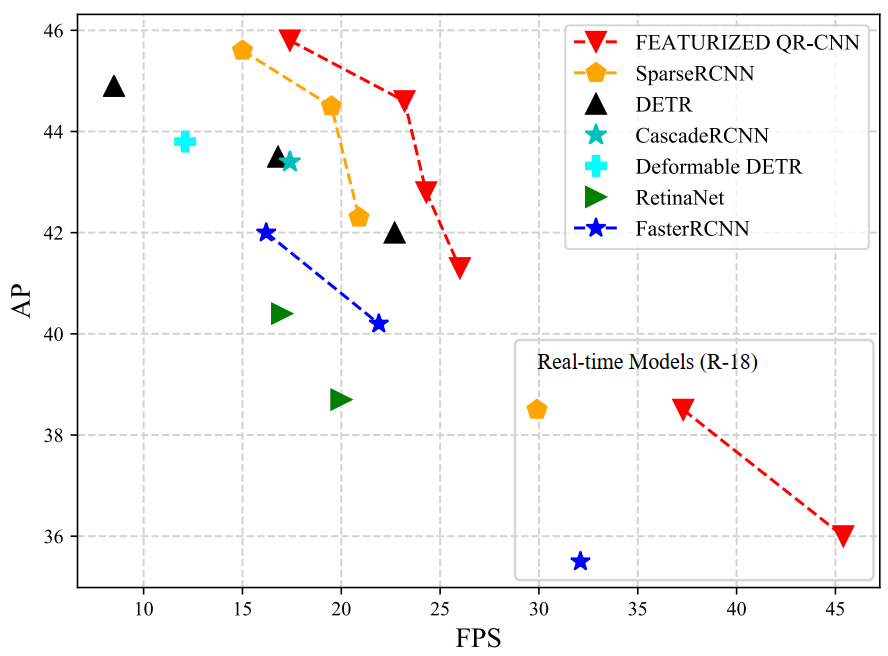 46
44
42
40
38
36
AP
FEATURIZED QR-CNN
SparseRCNN
DETR
CascadeRCNN
Deformable DETR
RetinaNet
FasterRCNN
Real-time Models (R-18)
10 15 20 25 30 35 40 45
FPS